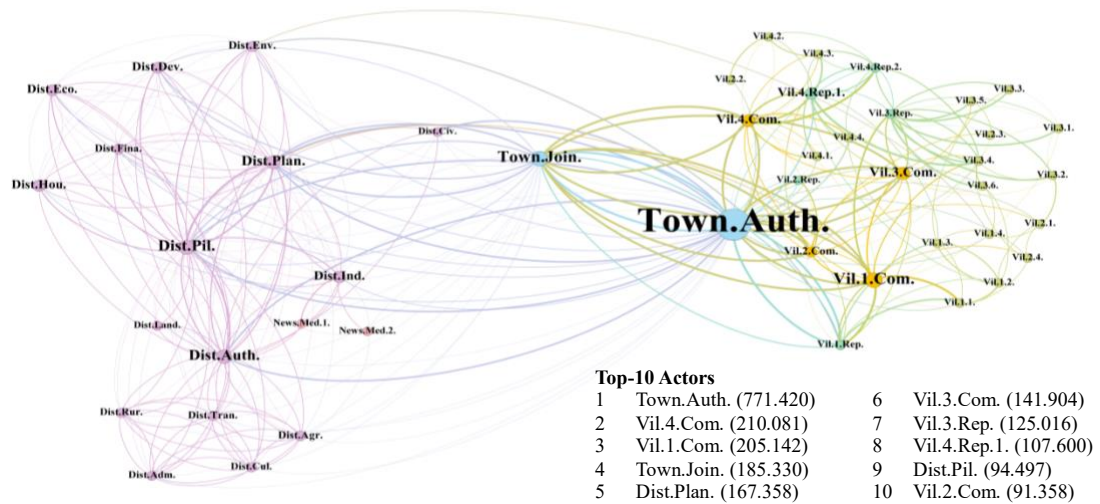 Vil.4.2.
Dist.Env.
Vil.4.3.
Dist.Dev.
Vil.4.Rep.2.
Vil.2.2.
Dist.Eco.
Vil.4.Rep.1.
Vil.3.3.
Vil.3.5.
Vil.3.Rep.
Vil.4.Com.
Dist.Civ.
Vil.3.1.
Vil.2.3.
Vil.4.4.
Dist.Fina.
Vil.4.1.
Town.Join.
Dist.Plan.
Vil.3.4.
Vil.3.Com.
Vil.3.2.
Vil.2.Rep.
Dist.Hou.
Vil.3.6.
Town.Auth.
Vil.2.1.
Vil.1.4.
Vil.1.3.
Dist.Pil.
Vil.2.Com.
Vil.2.4.
Dist.Ind.
Vil.1.Com.
Vil.1.2.
Vil.1.1.
Dist.Land.
News.Med.1.
News.Med.2.
Vil.1.Rep.
Dist.Auth.
Dist.Rur.
Dist.Tran.
Dist.Agr.
Dist.Cul.
Dist.Adm.
Top-10 Actors
1 Town.Auth. (771.420) 6 Vil.3.Com. (141.904)
2 Vil.4.Com. (210.081) 7 Vil.3.Rep. (125.016)
3 Vil.1.Com. (205.142) 8 Vil.4.Rep.1. (107.600)
4 Town.Join. (185.330) 9 Dist.Pil. (94.497)
5 Dist.Plan. (167.358) 10 Vil.2.Com. (91.358)